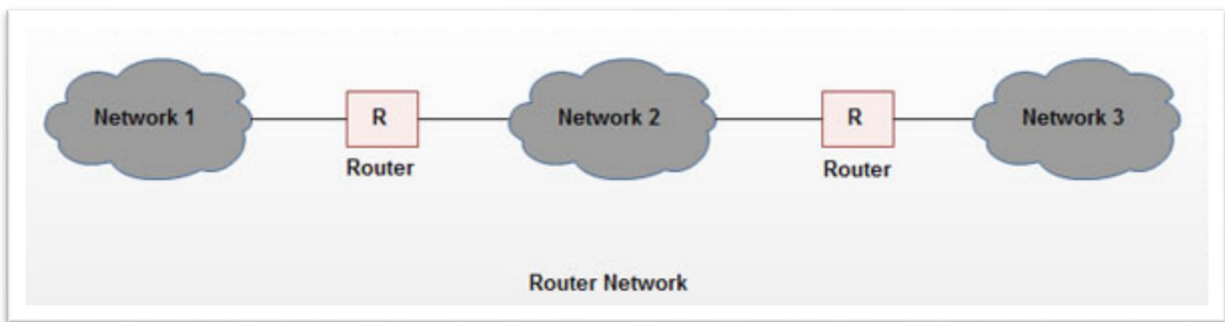 Network 1
R
Router
Network 2
R
Router
Network 3
Router Network